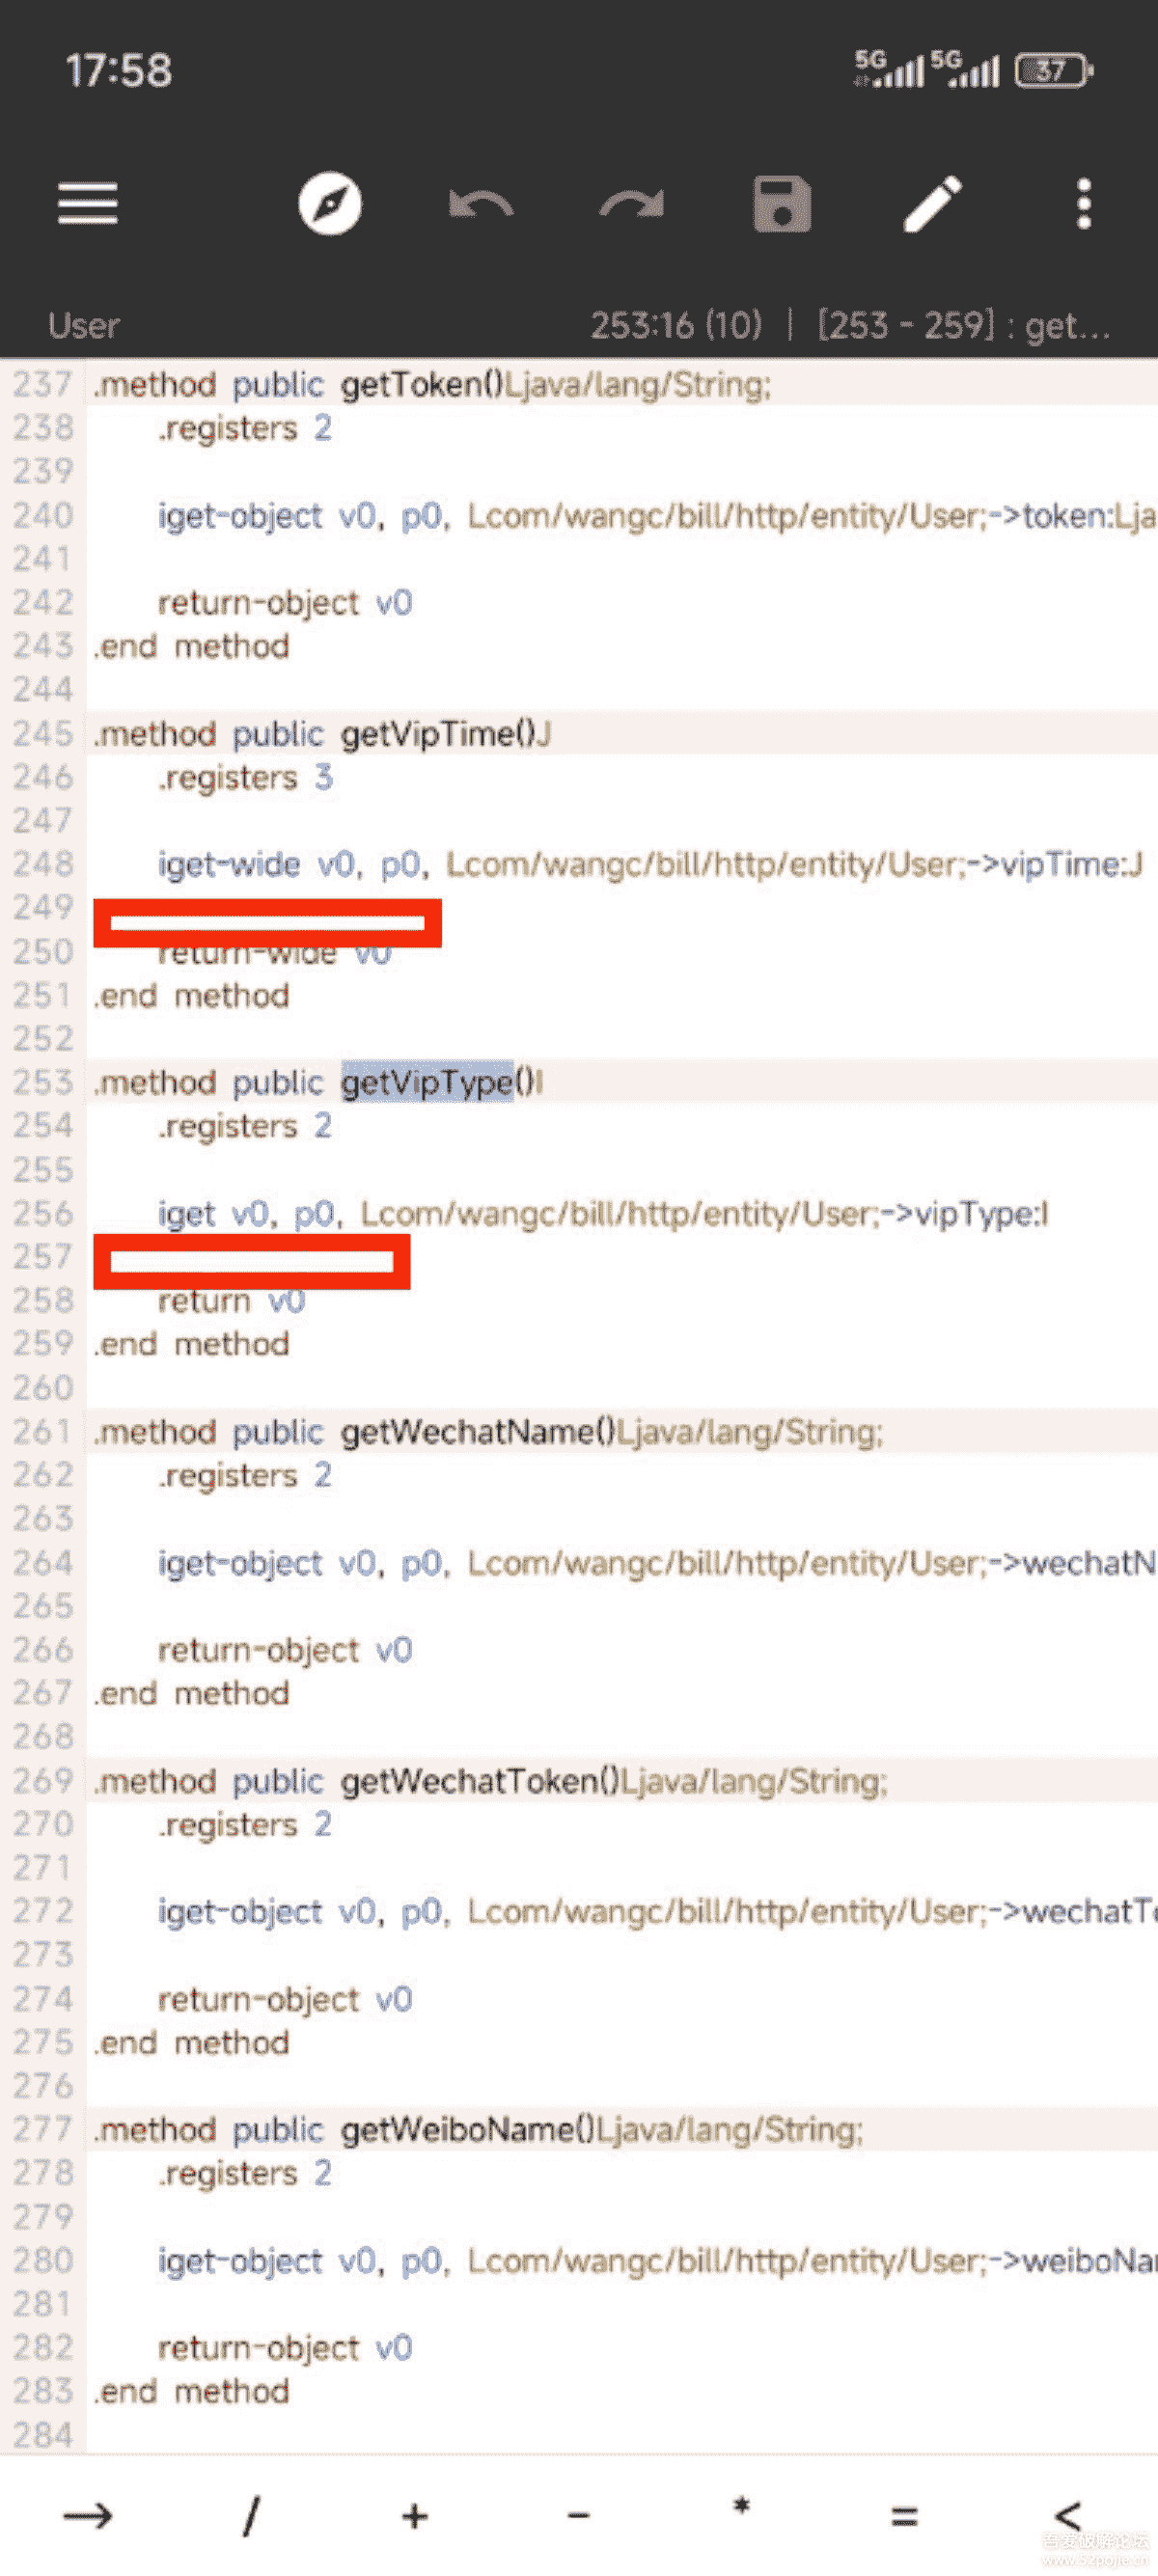 17:58
5G 5G 37
User 253:16 (10) | [253 - 259] : get...
237 .method public getToken()Ljava/lang/String;
238 .registers 2
239
240 iget-object v0, p0, Lcom/wangc/bill/http/entity/User;->token:Lja
241
242 return-object v0
243 .end method
244
245 .method public getVipTime()J
246 .registers 3
247
248 iget-wide v0, p0, Lcom/wangc/bill/http/entity/User;->vipTime:J
249
250 return-wide v0
251 .end method
252
253 .method public getVipType()I
254 .registers 2
255
256 iget v0, p0, Lcom/wangc/bill/http/entity/User;->vipType:I
257
258 return v0
259 .end method
260
261 .method public getWechatName()Ljava/lang/String;
262 .registers 2
263
264 iget-object v0, p0, Lcom/wangc/bill/http/entity/User;->wechatN
265
266 return-object v0
267 .end method
268
269 .method public getWechatToken()Ljava/lang/String;
270 .registers 2
271
272 iget-object v0, p0, Lcom/wangc/bill/http/entity/User;->wechatT
273
274 return-object v0
275 .end method
276
277 .method public getWeiboName()Ljava/lang/String;
278 .registers 2
279
280 iget-object v0, p0, Lcom/wangc/bill/http/entity/User;->weiboNa
281
282 return-object v0
283 .end method
284
→ / + - * = <
吾爱破解论坛
www.52pojie.cn